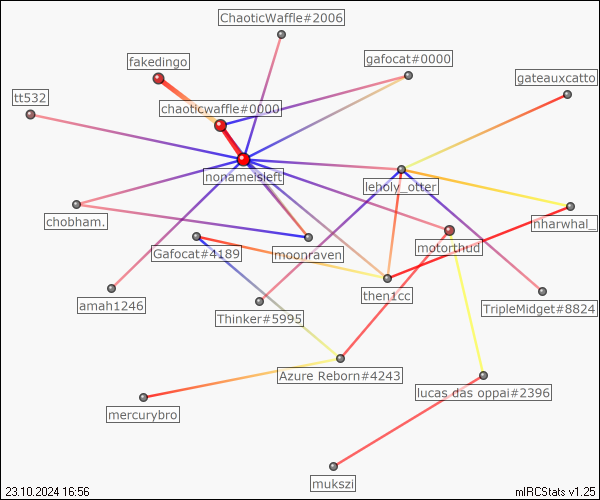 ChaoticWaffle#2006
fakedingo
gafocat#0000
gateauxcatto
tt532
chaoticwaffle#0000
nonameisleft
leholy_otter
chobham.
nharwhal_
Gafocat#4189
moonraven
motorthud
amah1246
then1cc
Thinker#5995
TripleMidget#8824
Azure Reborn#4243
lucas das oppai#2396
mercurybro
mukszi
23.10.2024 16:56
mIRCStats v1.25